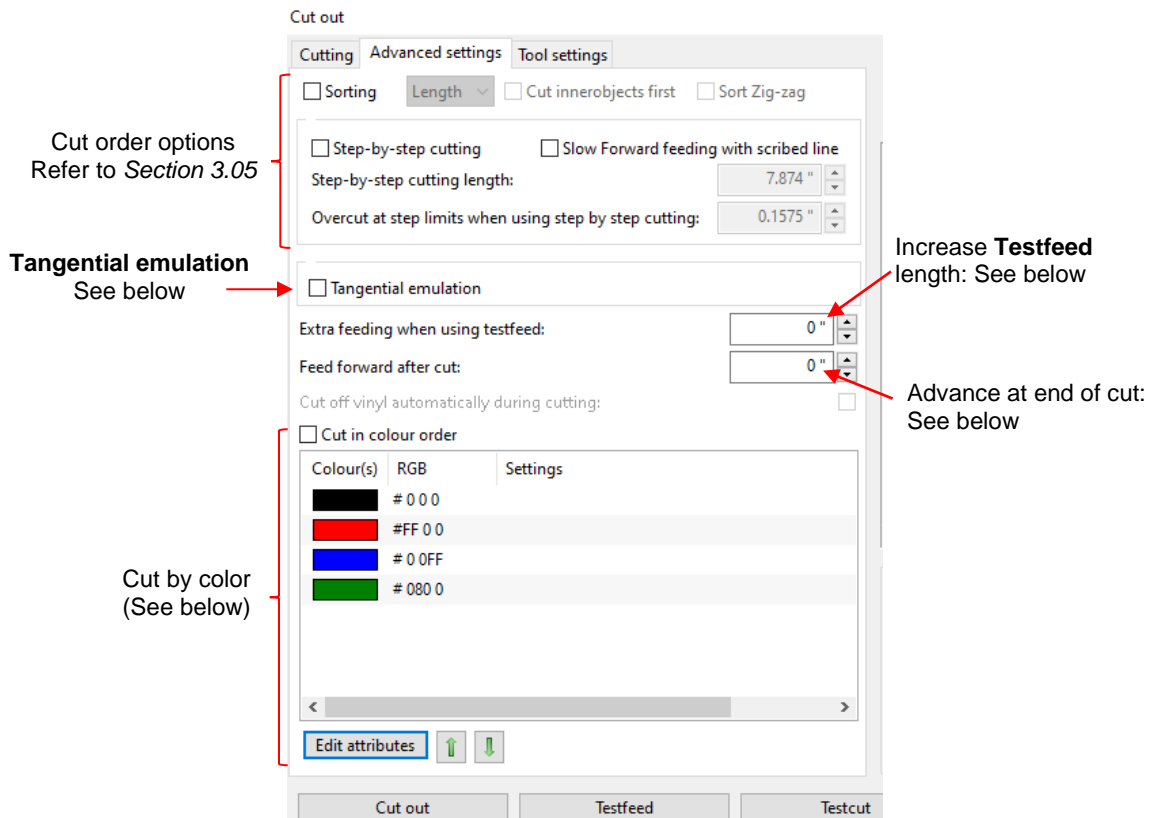 Cut out
Cutting Advanced settings Tool settings
Sorting Length Cut innerobjects first Sort Zig-zag
Cut order options
Refer to Section 3.05
Step-by-step cutting Slow Forward feeding with scribed line
Step-by-step cutting length: 7.874 "
Overcut at step limits when using step by step cutting: 0.1575 "
Tangential emulation
See below
Tangential emulation
Increase Testfeed
length: See below
Extra feeding when using testfeed: 0 "
Feed forward after cut: 0 "
Advance at end of cut:
See below
Cut off vinyl automatically during cutting:
Cut in colour order
Colour(s) RGB Settings
# 0 0 0
#FF 0 0
# 0 0FF
# 080 0
Cut by color
(See below)
Edit attributes
Cut out Testfeed Testcut